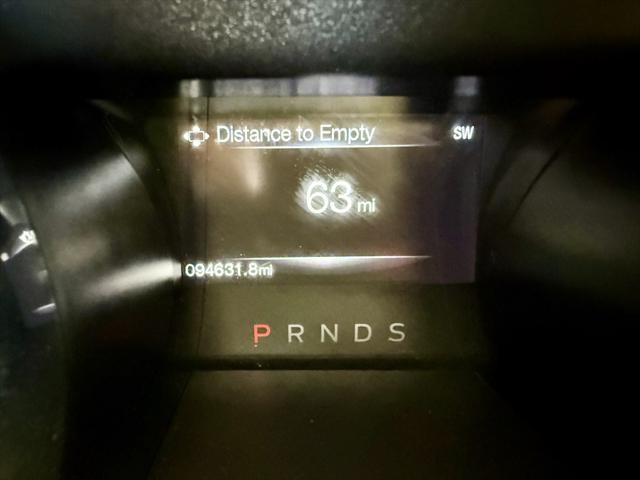 Distance to Empty SW
63 mi
094631.8mi
P R N D S